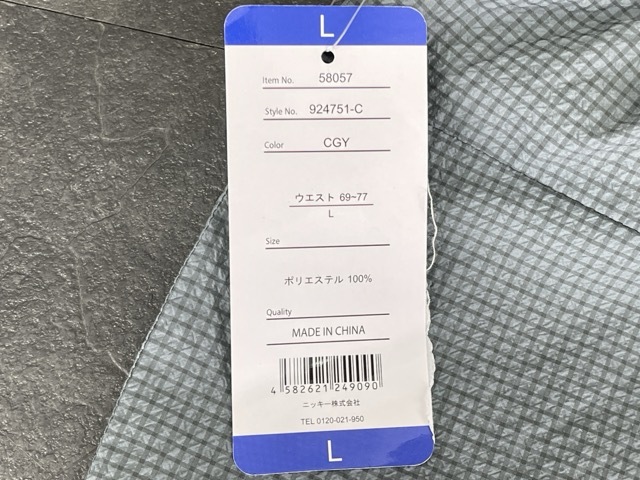 L
Item No. 58057
Style No. 924751-C
Color CGY
ウエスト 69~77
L
Size
ポリエステル 100%
Quality
MADE IN CHINA
4 582621 249090
ニッキー株式会社
TEL 0120-021-950
L